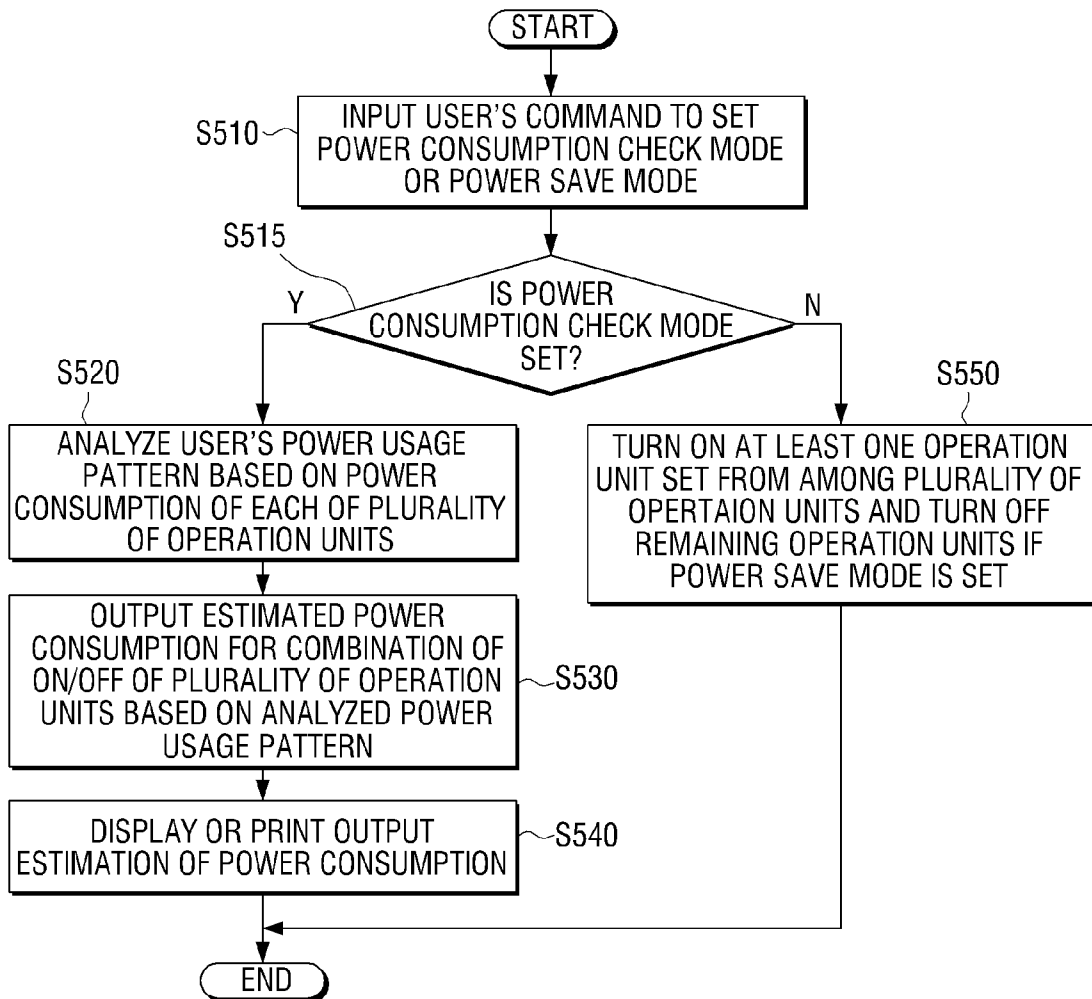 START
S510
INPUT USER'S COMMAND TO SET
POWER CONSUMPTION CHECK MODE
OR POWER SAVE MODE
S515
IS POWER
CONSUMPTION CHECK MODE
SET?
Y
N
S520
ANALYZE USER'S POWER USAGE
PATTERN BASED ON POWER
CONSUMPTION OF EACH OF PLURALITY
OF OPERATION UNITS
OUTPUT ESTIMATED POWER
CONSUMPTION FOR COMBINATION OF
ON/OFF OF PLURALITY OF OPERATION
UNITS BASED ON ANALYZED POWER
USAGE PATTERN
S530
DISPLAY OR PRINT OUTPUT
ESTIMATION OF POWER CONSUMPTION
S540
S550
TURN ON AT LEAST ONE OPERATION
UNIT SET FROM AMONG PLURALITY OF
OPERTAION UNITS AND TURN OFF
REMAINING OPERATION UNITS IF
POWER SAVE MODE IS SET
END